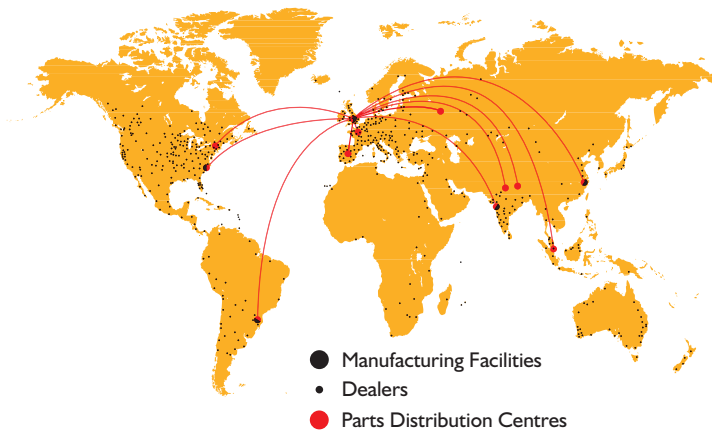 Manufacturing Facilities
Dealers
Parts Distribution Centres